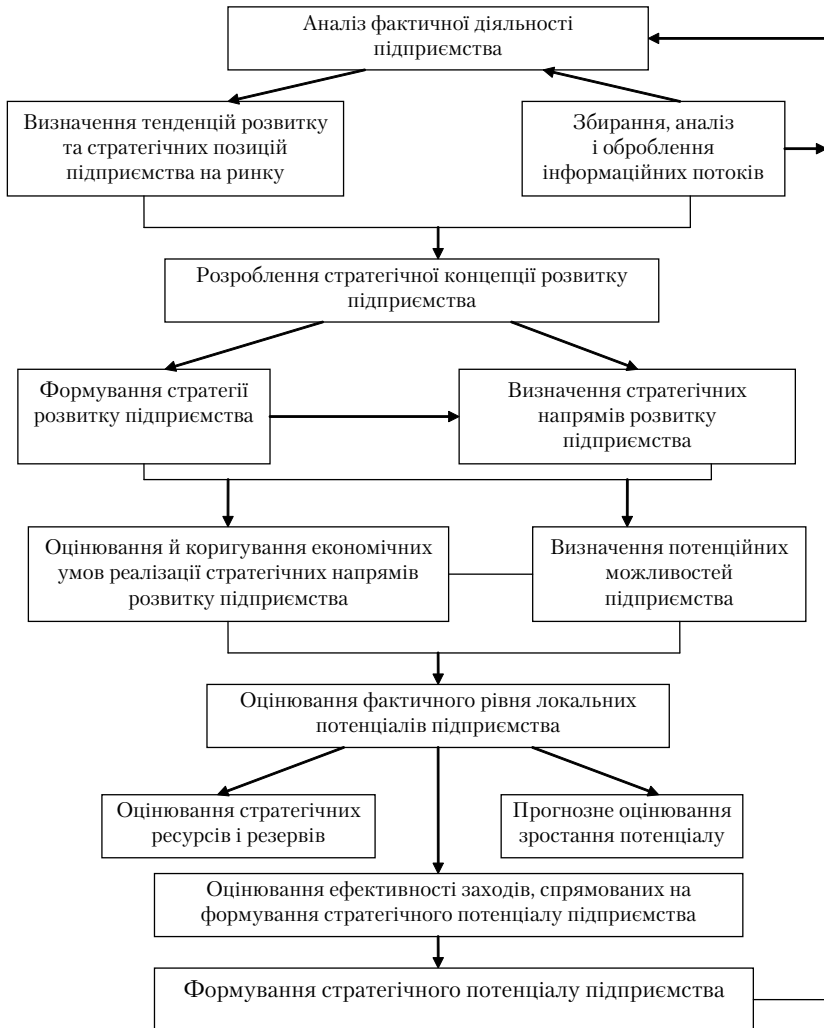 Аналіз фактичної діяльності
підприємства
Визначення тенденцій розвитку
та стратегічних позицій
підприємства на ринку
Збирання, аналіз
і оброблення
інформаційних потоків
Розроблення стратегічної концепції розвитку
підприємства
Формування стратегії
розвитку підприємства
Визначення стратегічних
напрямів розвитку
підприємства
Оцінювання й коригування економічних
умов реалізації стратегічних напрямів
розвитку підприємства
Визначення потенційних
можливостей
підприємства
Оцінювання фактичного рівня локальних
потенціалів підприємства
Оцінювання стратегічних
ресурсів і резервів
Прогнозне оцінювання
зростання потенціалу
Оцінювання ефективності заходів, спрямованих на
формування стратегічного потенціалу підприємства
Формування стратегічного потенціалу підприємства